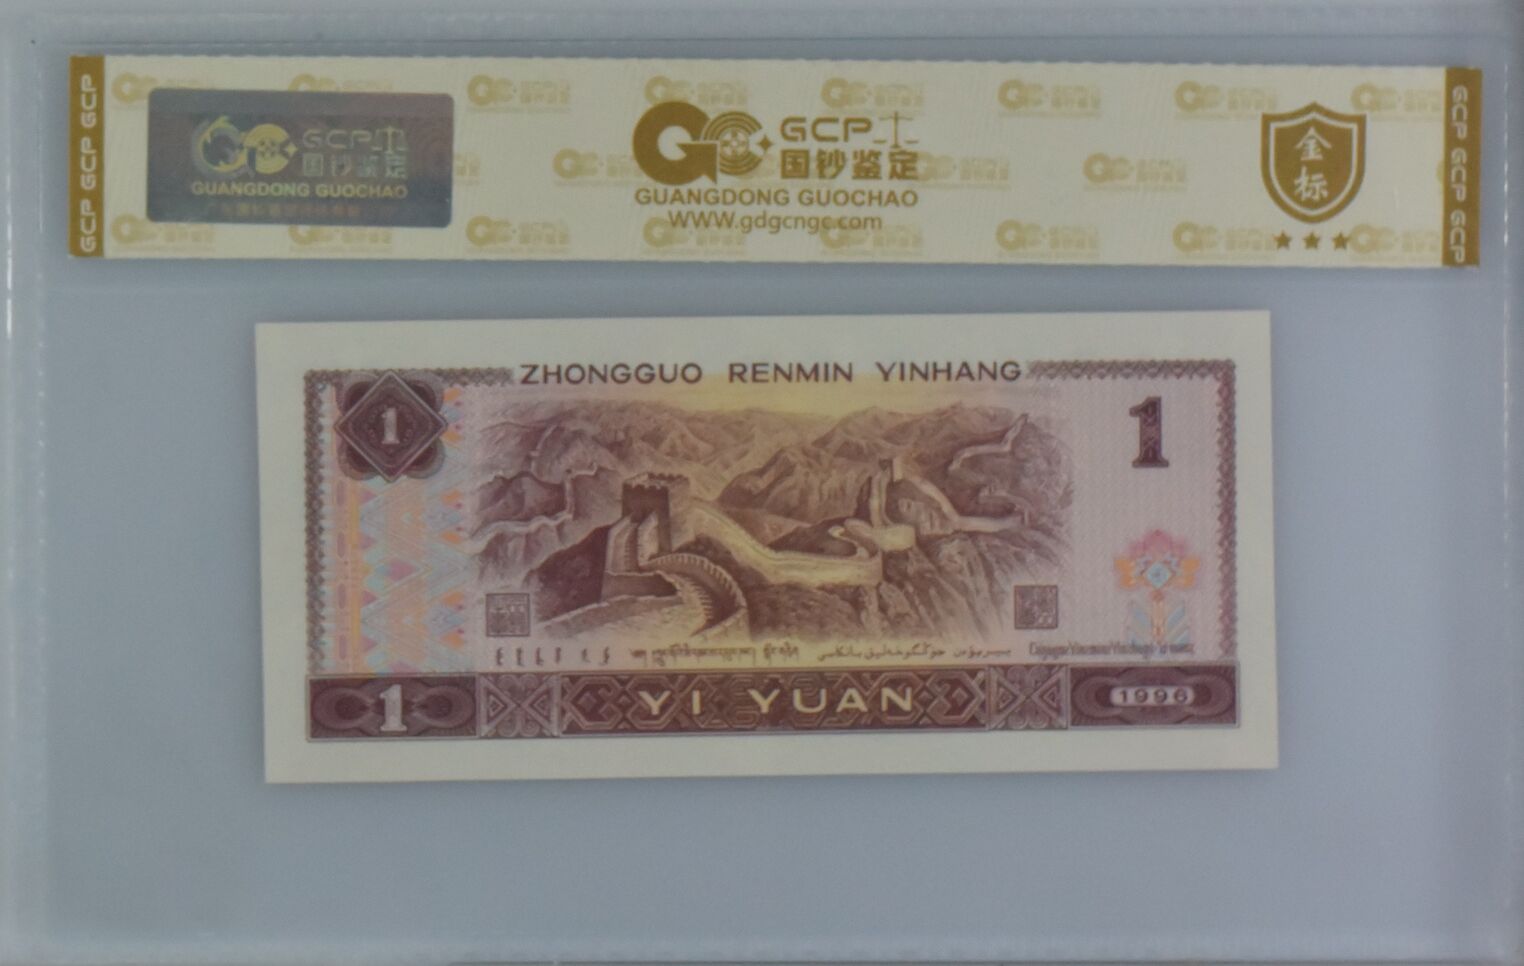 GCP GCP GCP
GCP
国钞鉴定
GUANGDONG GUOCHAO
GCP
国钞鉴定
GUANGDONG GUOCHAO
WWW.gdgcngc.com
金标
GCP GCP GCP
ZHONGGUO RENMIN YINHANG
1
1
1
YI YUAN
1996